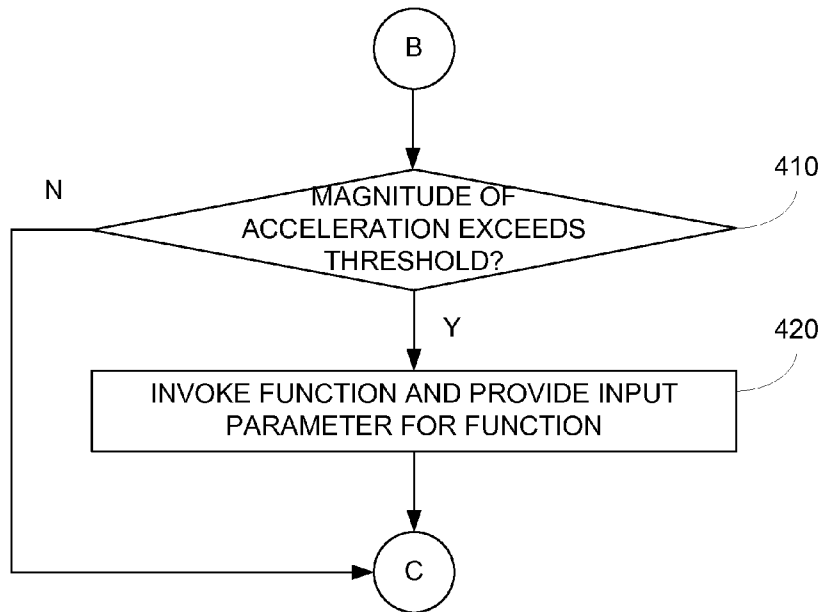 B
410
N
MAGNITUDE OF
ACCELERATION EXCEEDS
THRESHOLD?
Y
420
INVOKE FUNCTION AND PROVIDE INPUT
PARAMETER FOR FUNCTION
C